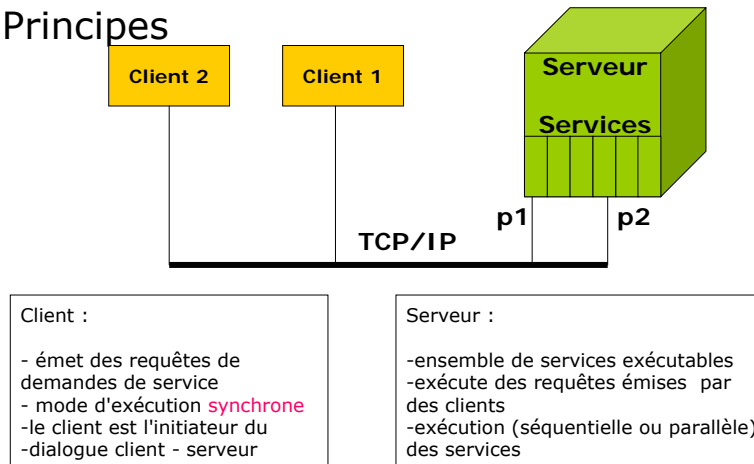 Principes
Client 2
Client 1
Serveur
Services
p1
p2
TCP/IP
Client :
- émet des requêtes de
demandes de service
- mode d'exécution synchrone
-le client est l'initiateur du
-dialogue client - serveur
Serveur :
-ensemble de services exécutables
-exécute des requêtes émises par
des clients
-exécution (séquentielle ou parallèle)
des services